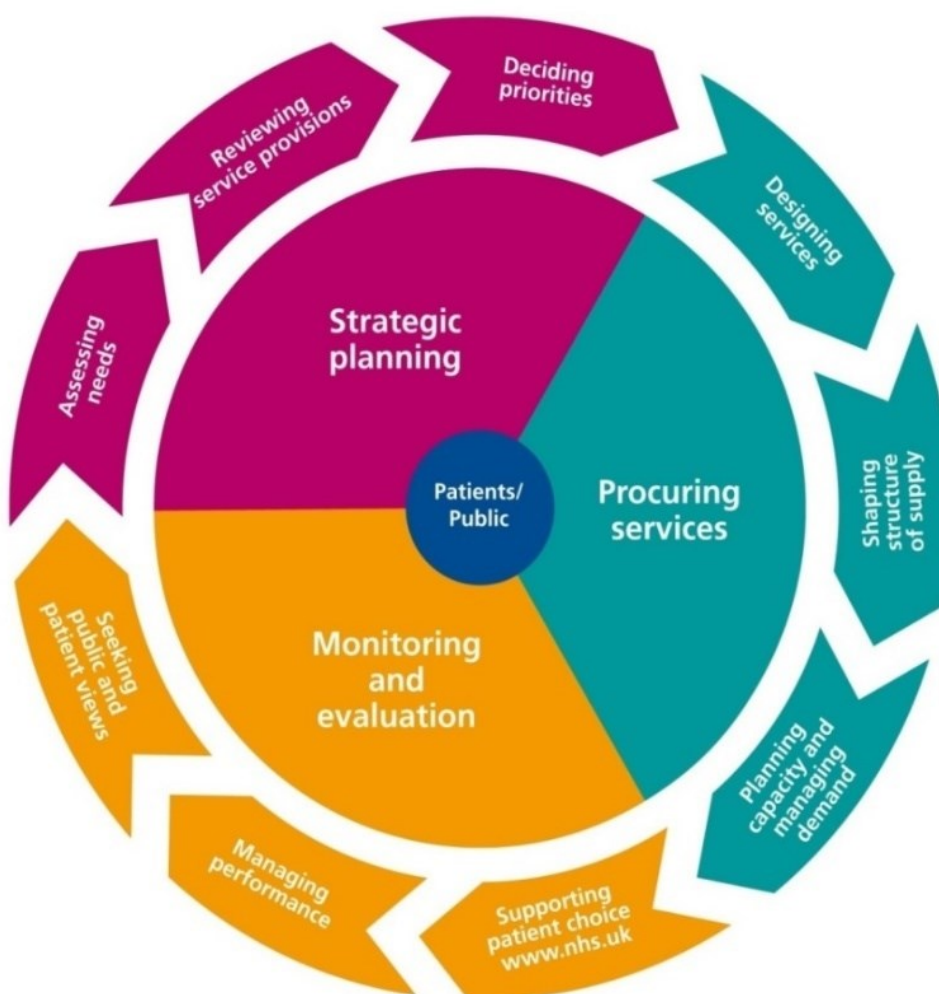 Deciding
priorities
Designing
services
Shaping
structure
of supply
Planning
capacity and
managing
demand
Supporting
patient choice
www.nhs.uk
Managing
performance
Seeking
public and
patient views
Assessing
needs
Reviewing
service provisions
Strategic
planning
Procuring
services
Monitoring
and
evaluation
Patients/
Public